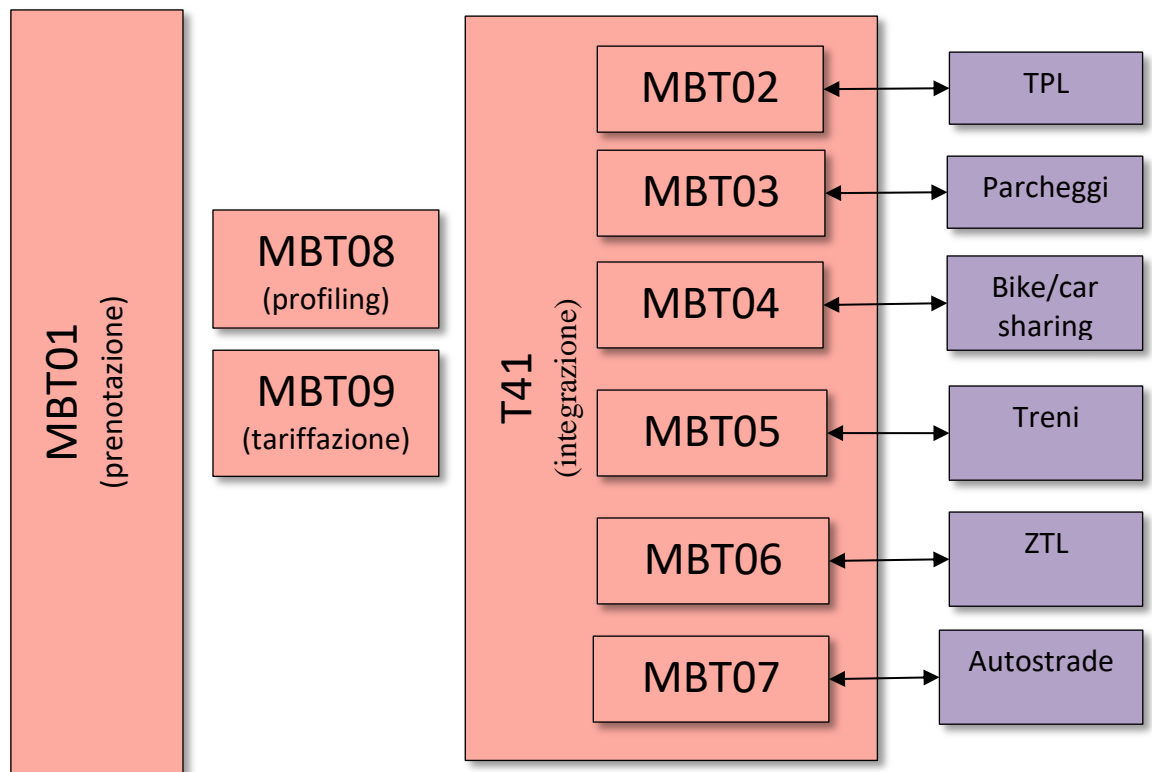 MBT01
(prenotazione)
MBT08
(profiling)
MBT09
(tariffazione)
T41
(integrazione)
MBT02
TPL
MBT03
Parcheggi
MBT04
Bike/car
sharing
MBT05
Treni
MBT06
ZTL
MBT07
Autostrade